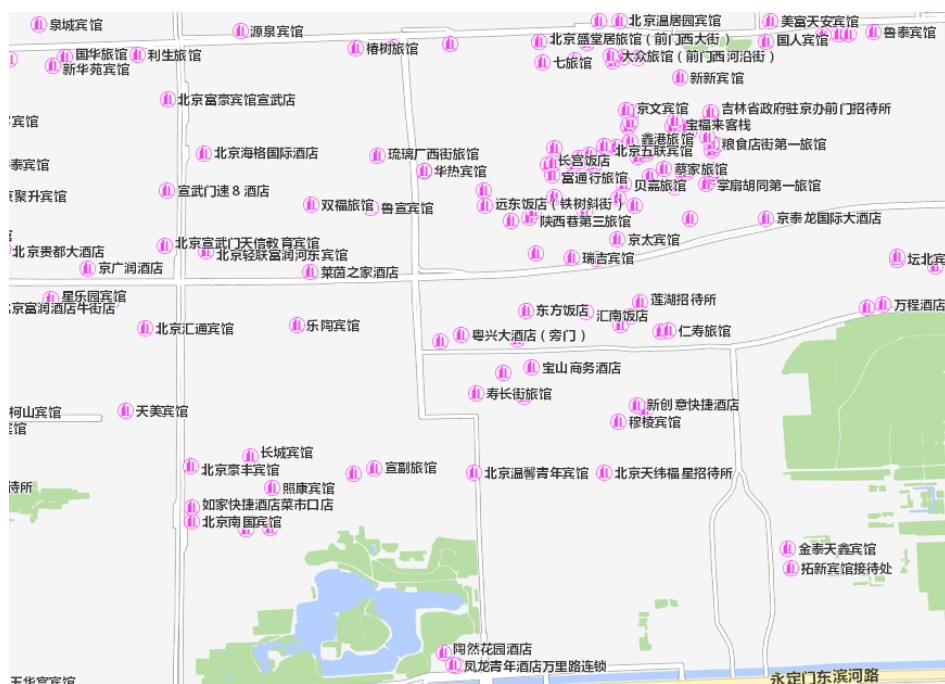 泉城宾馆
源泉宾馆
北京温居园宾馆
美富天安宾馆
鲁泰宾馆
北京盛堂居旅馆（前门西大街）
国人宾馆
椿树旅馆
国华旅馆
利生旅馆
大众旅馆（前门西河沿街）
七旅馆
新华苑宾馆
新新宾馆
北京富豪宾馆宣武店
京文宾馆
吉林省政府驻京办前门招待所
宾馆
宝福来客栈
鑫港旅馆
粮食店街第一旅馆
北京海格国际酒店
琉璃厂西街旅馆
北京五联宾馆
泰宾馆
长宫饭店
华热宾馆
蔡家旅馆
富通行旅馆
贝嘉旅馆
掌扇胡同第一旅馆
宣武门速8酒店
聚升宾馆
双福旅馆
鲁宣宾馆
远东饭店（铁树斜街）
陕西巷第三旅馆
京泰龙国际大酒店
京太宾馆
北京宣武门天信教育宾馆
北京贵都大酒店
北京轻联富润河东宾馆
瑞吉宾馆
坛北宾
京广润酒店
莱茵之家酒店
星乐园宾馆
莲湖招待所
万程酒店
京富润酒店牛街店
东方饭店
汇南饭店
北京汇通宾馆
乐陶宾馆
粤兴大酒店（旁门）
仁寿旅馆
宝山商务酒店
寿长街旅馆
新创意快捷酒店
柯山宾馆
天美宾馆
穆棱宾馆
宾馆
长城宾馆
北京豪丰宾馆
宣副旅馆
北京温馨青年宾馆
北京天纬福星招待所
待所
照康宾馆
如家快捷酒店菜市口店
北京南国宾馆
金泰天鑫宾馆
拓新宾馆接待处
陶然花园酒店
凤龙青年酒店万里路连锁
永定门东滨河路
玉华宫宾馆